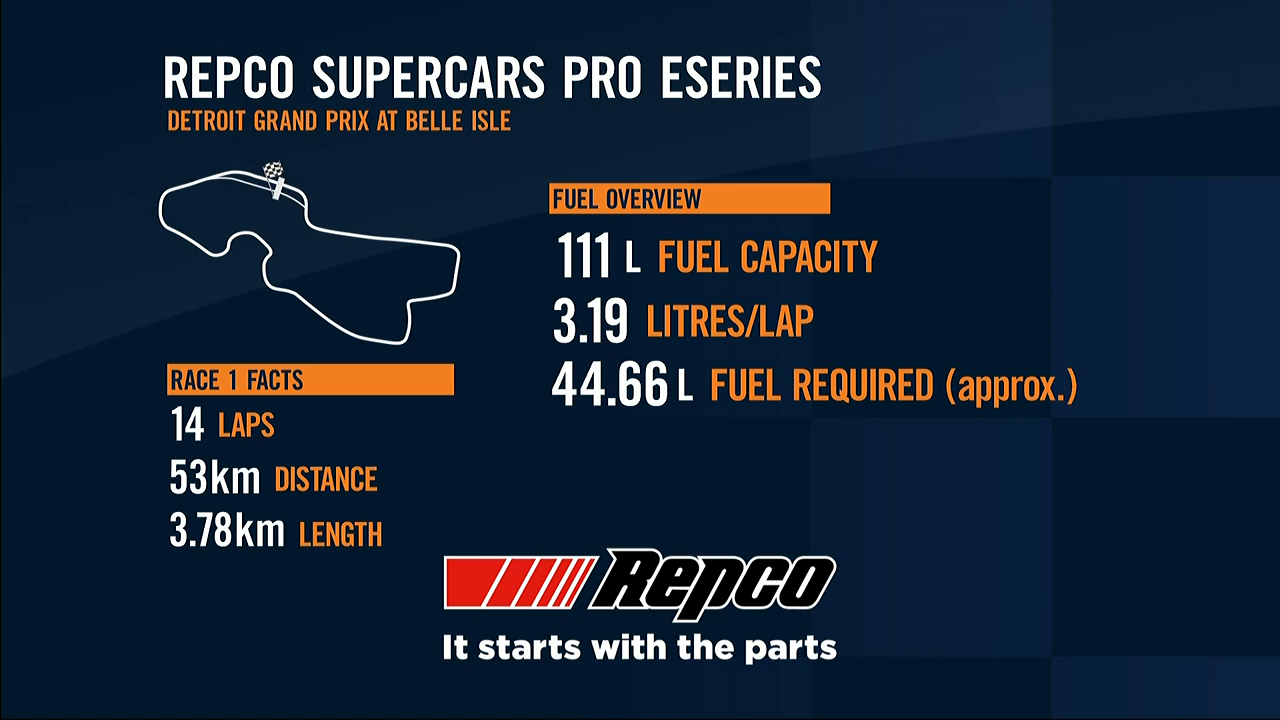 REPCO SUPERCARS PRO ESERIES
DETROIT GRAND PRIX AT BELLE ISLE
FUEL OVERVIEW
111 L FUEL CAPACITY
3.19 LITRES/LAP
44.66 L FUEL REQUIRED (approx.)
RACE 1 FACTS
14 LAPS
53km DISTANCE
3.78km LENGTH
Repco
It starts with the parts